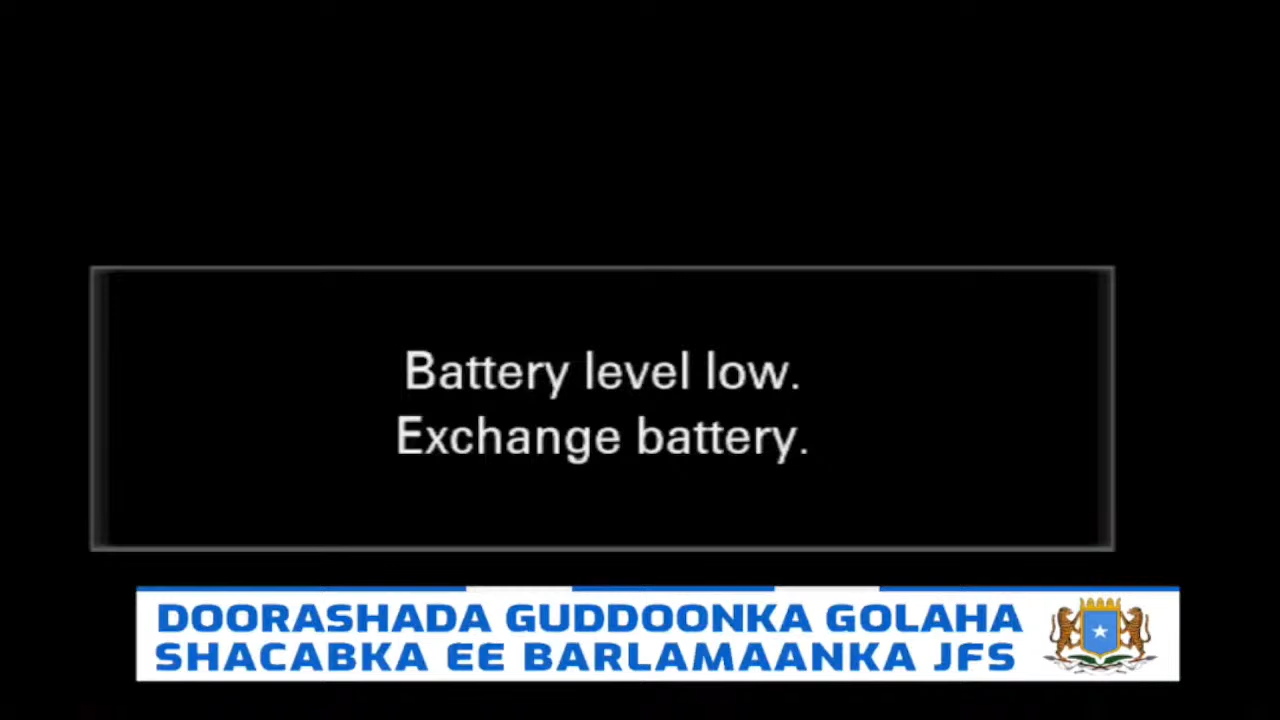 Battery level low.
Exchange battery.
DOORASHADA GUDDOONKA GOLAHA
SHACABKA EE BARLAMAANKA JFS